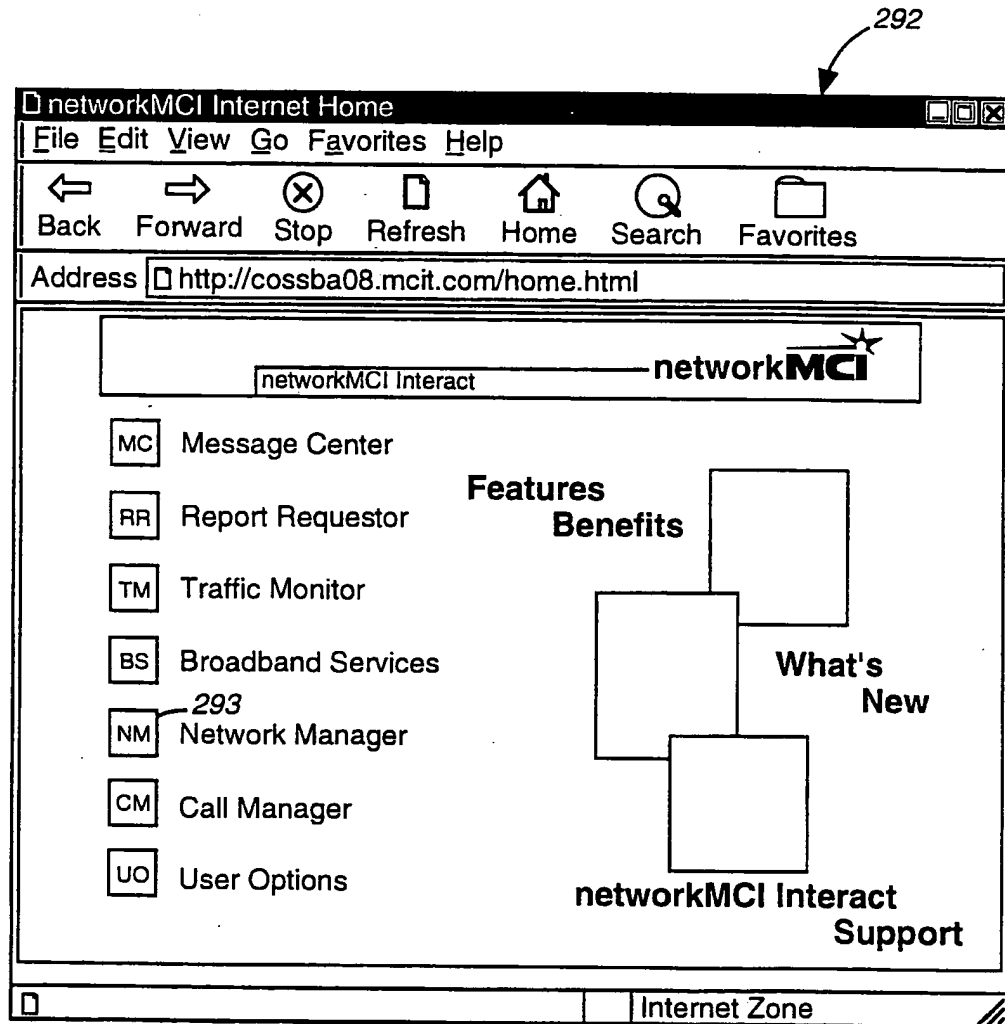 292
networkMCI Internet Home
File Edit View Go Favorites Help
Back Forward Stop Refresh Home Search Favorites
Address http://cossba08.mcit.com/home.html
networkMCI Interact
networkMCI
MC Message Center
RR Report Requestor
TM Traffic Monitor
BS Broadband Services
293
NM Network Manager
CM Call Manager
UO User Options
Features
Benefits
What's
New
networkMCI Interact
Support
Internet Zone